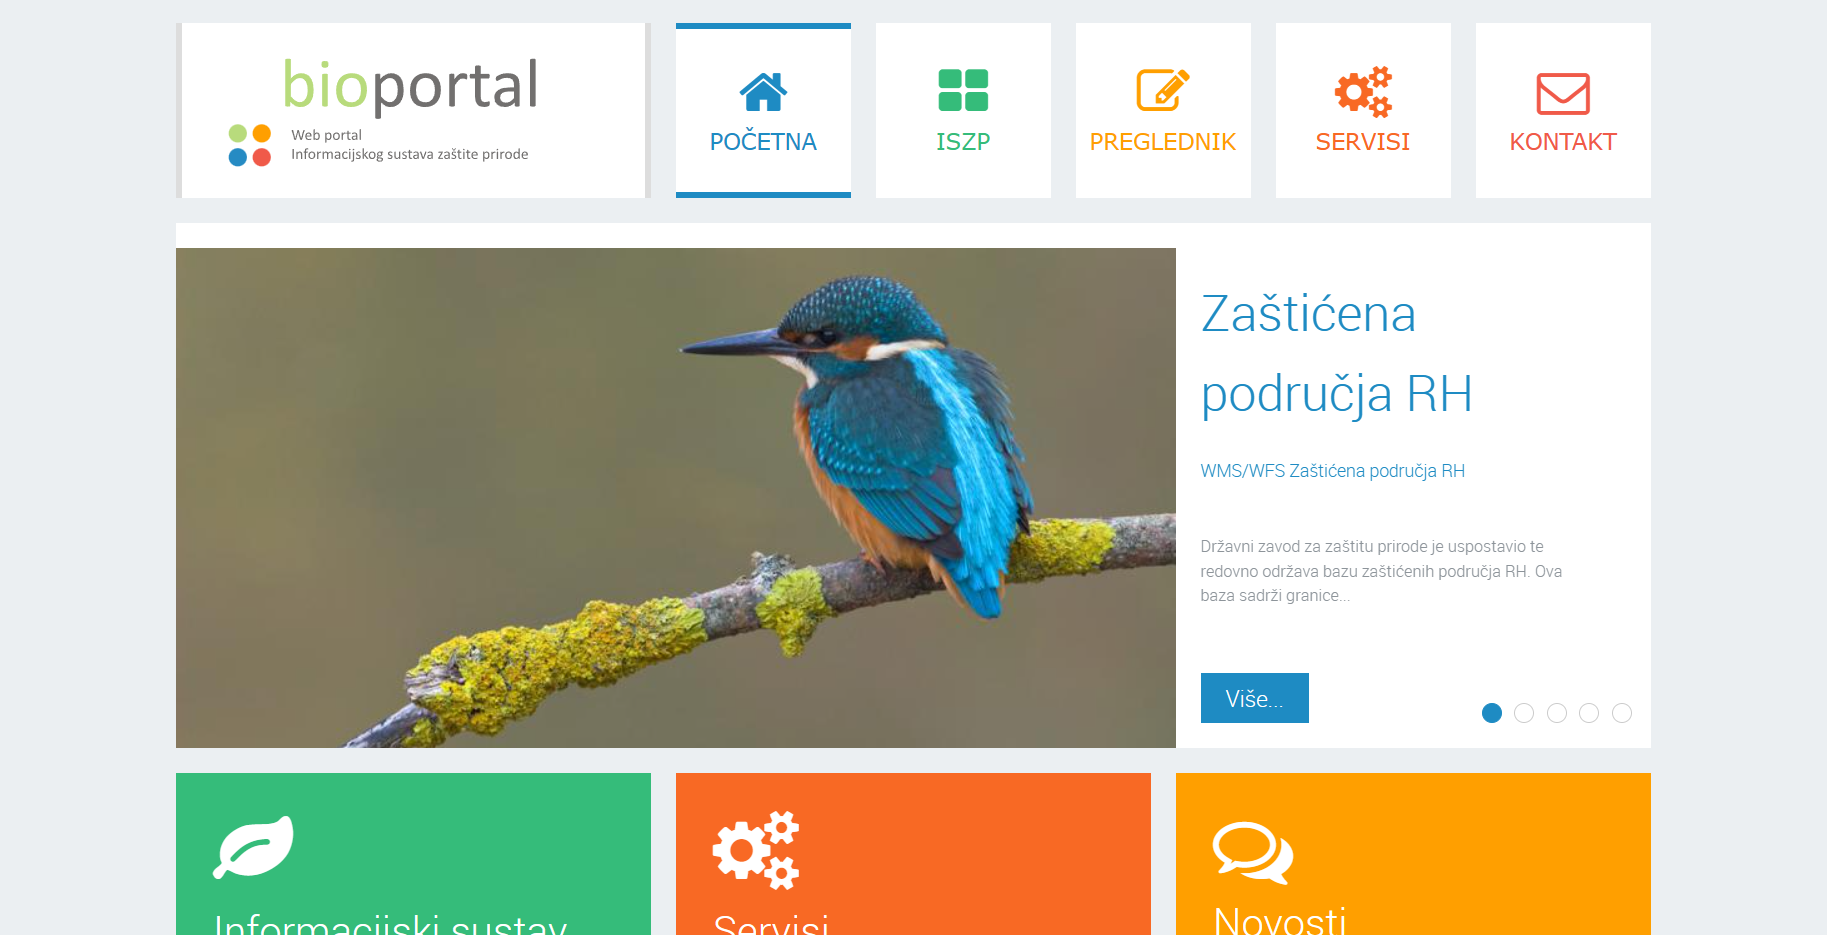 bioportal
Web portal
Informacijskog sustava zaštite prirode
POČETNA
ISZP
PREGLEDNIK
SERVISI
KONTAKT
Zaštićena
područja RH
WMS/WFS Zaštićena područja RH
Državni zavod za zaštitu prirode je uspostavio te
redovno održava bazu zaštićenih područja RH. Ova
baza sadrži granice...
Više...
Informacijski sustav
Servisi
Novosti